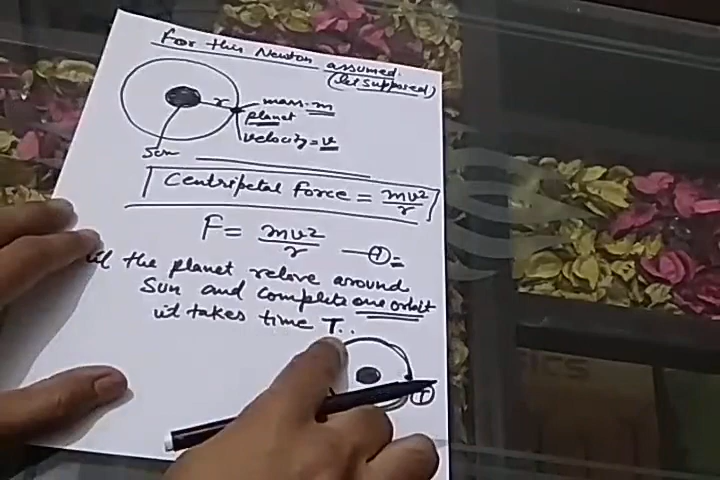 For this Newton assumed.
(let supposed)
r
mass = m
planet
velocity = v
Sun
Centripetal force = mv²/r
F = mv²/r —①=
the planet relove around
Sun and complete one orbit
it takes time T.
T